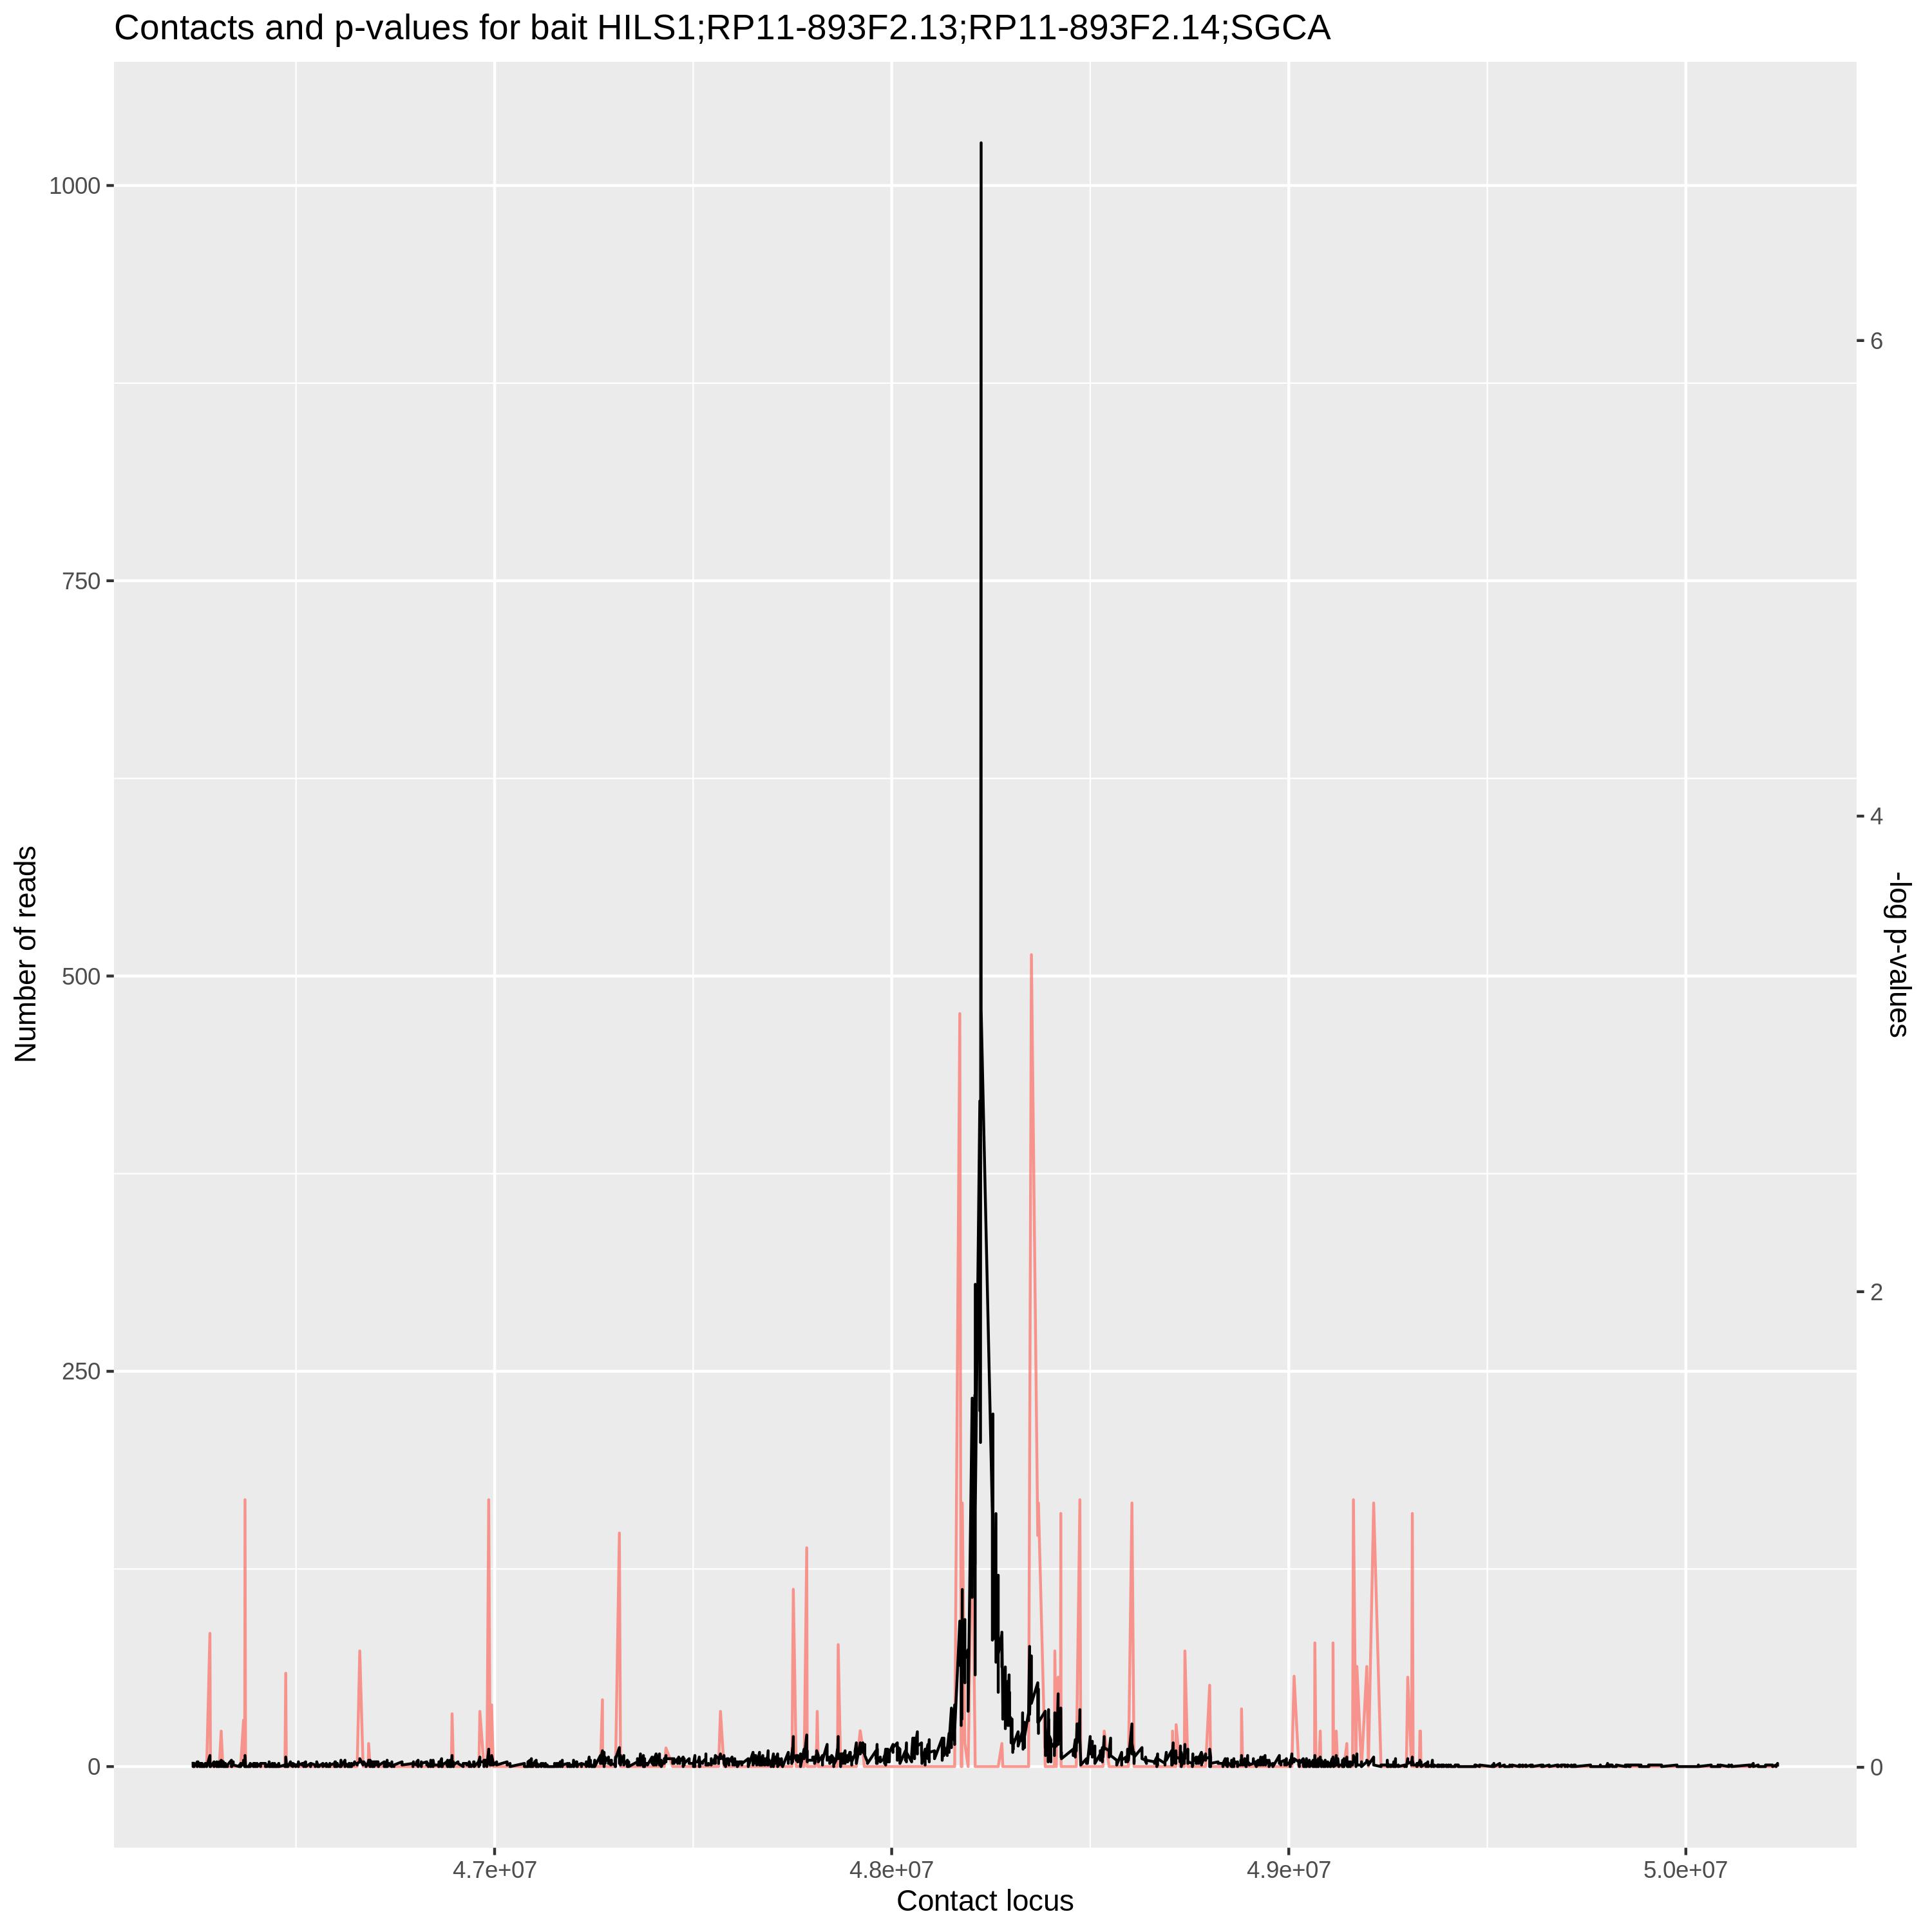 Contacts and p-values for bait HILS1;RP11-893F2.13;RP11-893F2.14;SGCA
1000
750
500
250
0
Number of reads
6
4
2
0
-log p-values
4.7e+07
4.8e+07
4.9e+07
5.0e+07
Contact locus